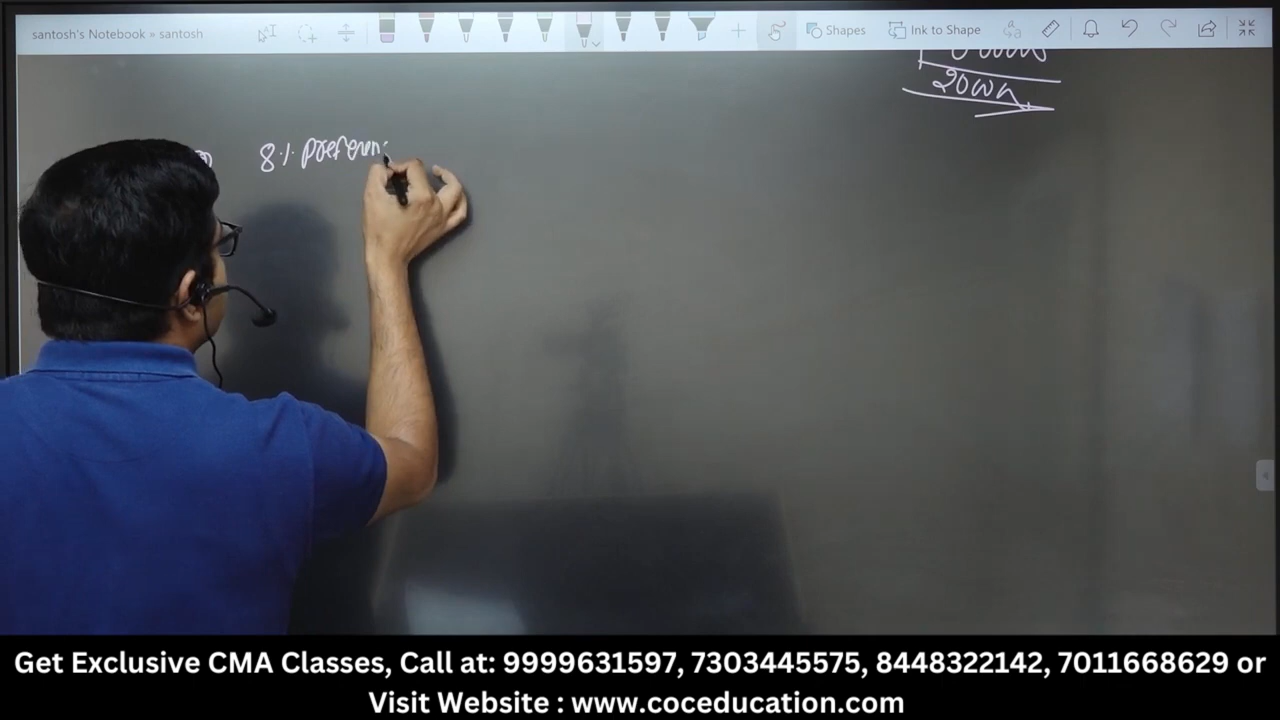 santosh's Notebook » santosh
Shapes
Ink to Shape
20000
8% Preferen
Get Exclusive CMA Classes, Call at: 9999631597, 7303445575, 8448322142, 7011668629 or
Visit Website : www.coceducation.com